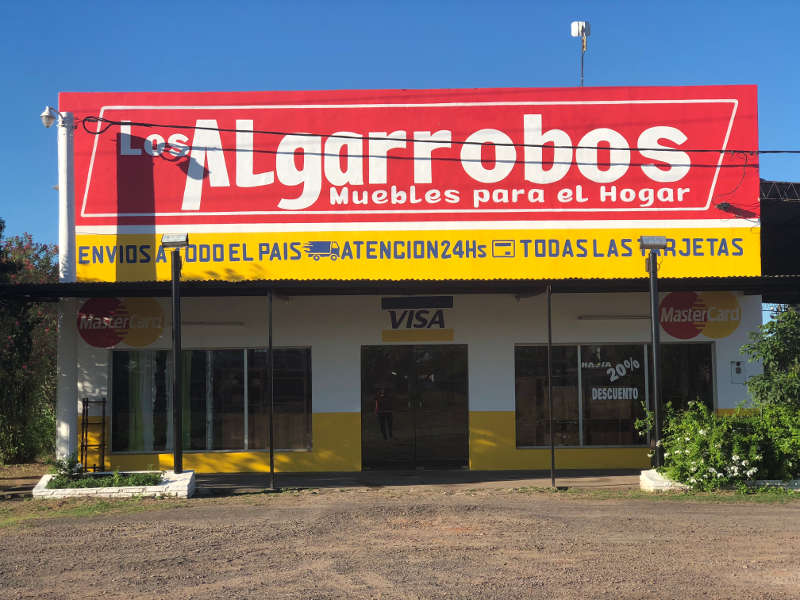 Los ALgarrobos
Muebles para el Hogar
ENVIOS A TODO EL PAIS ATENCION 24Hs TODAS LAS TARJETAS
MasterCard
VISA
MasterCard
HASTA
20%
DESCUENTO